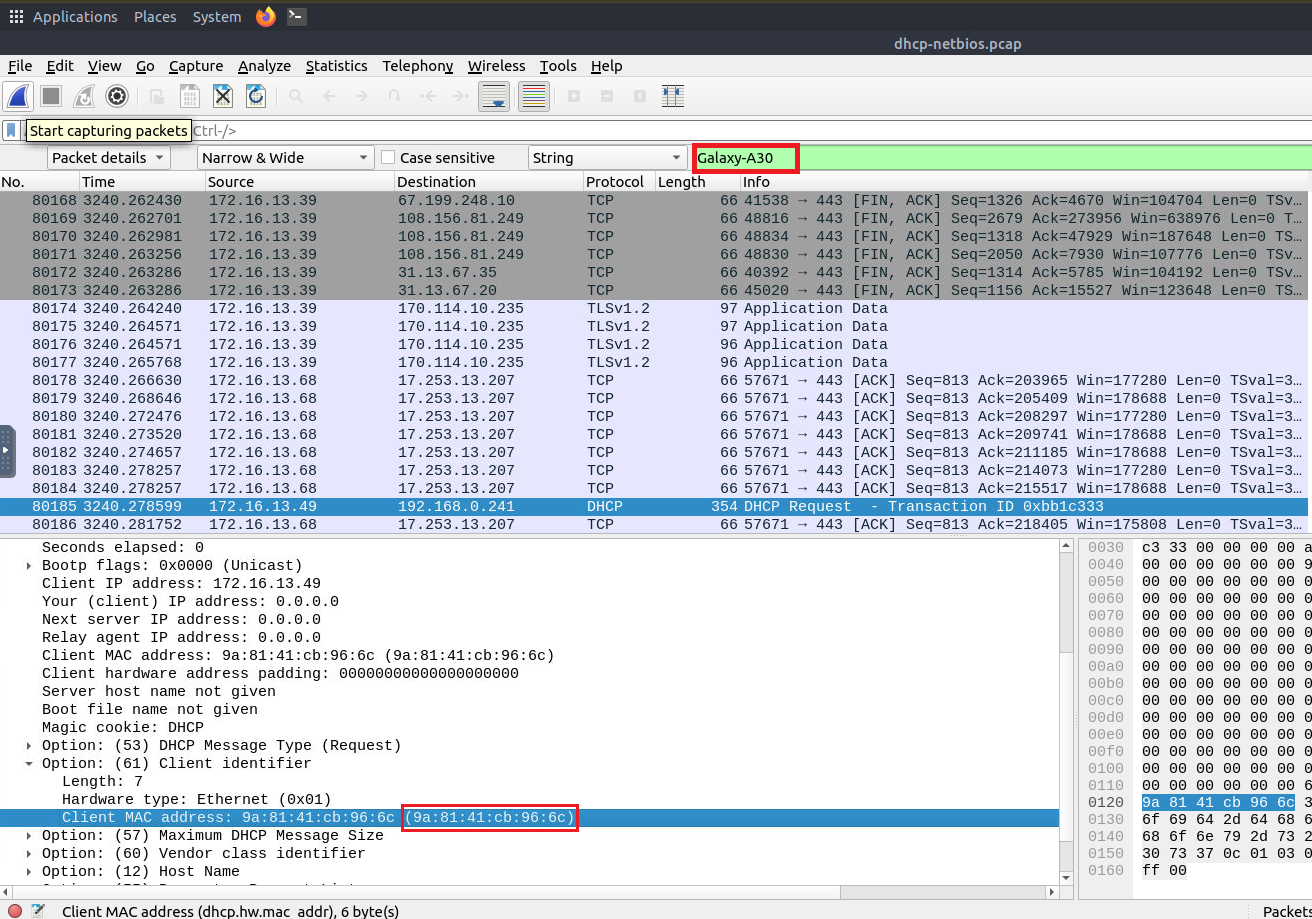 Applications Places System
dhcp-netbios.pcap
File Edit View Go Capture Analyze Statistics Telephony Wireless Tools Help
Start capturing packets Ctrl-/>
Packet details Narrow & Wide Case sensitive String Galaxy-A30
No. Time Source Destination Protocol Length Info
80168 3240.262430 172.16.13.39 67.199.248.10 TCP 66 41538 → 443 [FIN, ACK] Seq=1326 Ack=4670 Win=104704 Len=0 TSv…
80169 3240.262701 172.16.13.39 108.156.81.249 TCP 66 48816 → 443 [FIN, ACK] Seq=2679 Ack=273956 Win=638976 Len=0 T…
80170 3240.262981 172.16.13.39 108.156.81.249 TCP 66 48834 → 443 [FIN, ACK] Seq=1318 Ack=47929 Win=187648 Len=0 TS…
80171 3240.263256 172.16.13.39 108.156.81.249 TCP 66 48830 → 443 [FIN, ACK] Seq=2050 Ack=7930 Win=107776 Len=0 TSv…
80172 3240.263286 172.16.13.39 31.13.67.35 TCP 66 40392 → 443 [FIN, ACK] Seq=1314 Ack=5785 Win=104192 Len=0 TSv…
80173 3240.263286 172.16.13.39 31.13.67.20 TCP 66 45020 → 443 [FIN, ACK] Seq=1156 Ack=15527 Win=123648 Len=0 TS…
80174 3240.264240 172.16.13.39 170.114.10.235 TLSv1.2 97 Application Data
80175 3240.264571 172.16.13.39 170.114.10.235 TLSv1.2 97 Application Data
80176 3240.264571 172.16.13.39 170.114.10.235 TLSv1.2 96 Application Data
80177 3240.265768 172.16.13.39 170.114.10.235 TLSv1.2 96 Application Data
80178 3240.266630 172.16.13.68 17.253.13.207 TCP 66 57671 → 443 [ACK] Seq=813 Ack=203965 Win=177280 Len=0 TSval=3…
80179 3240.268646 172.16.13.68 17.253.13.207 TCP 66 57671 → 443 [ACK] Seq=813 Ack=205409 Win=178688 Len=0 TSval=3…
80180 3240.272476 172.16.13.68 17.253.13.207 TCP 66 57671 → 443 [ACK] Seq=813 Ack=208297 Win=177280 Len=0 TSval=3…
80181 3240.273520 172.16.13.68 17.253.13.207 TCP 66 57671 → 443 [ACK] Seq=813 Ack=209741 Win=178688 Len=0 TSval=3…
80182 3240.274657 172.16.13.68 17.253.13.207 TCP 66 57671 → 443 [ACK] Seq=813 Ack=211185 Win=178688 Len=0 TSval=3…
80183 3240.278257 172.16.13.68 17.253.13.207 TCP 66 57671 → 443 [ACK] Seq=813 Ack=214073 Win=177280 Len=0 TSval=3…
80184 3240.278257 172.16.13.68 17.253.13.207 TCP 66 57671 → 443 [ACK] Seq=813 Ack=215517 Win=178688 Len=0 TSval=3…
80185 3240.278599 172.16.13.49 192.168.0.241 DHCP 354 DHCP Request - Transaction ID 0xbb1c333
80186 3240.281752 172.16.13.68 17.253.13.207 TCP 66 57671 → 443 [ACK] Seq=813 Ack=218405 Win=175808 Len=0 TSval=3…
Seconds elapsed: 0
Bootp flags: 0x0000 (Unicast)
Client IP address: 172.16.13.49
Your (client) IP address: 0.0.0.0
Next server IP address: 0.0.0.0
Relay agent IP address: 0.0.0.0
Client MAC address: 9a:81:41:cb:96:6c (9a:81:41:cb:96:6c)
Client hardware address padding: 00000000000000000000
Server host name not given
Boot file name not given
Magic cookie: DHCP
Option: (53) DHCP Message Type (Request)
Option: (61) Client identifier
Length: 7
Hardware type: Ethernet (0x01)
Client MAC address: 9a:81:41:cb:96:6c (9a:81:41:cb:96:6c)
Option: (57) Maximum DHCP Message Size
Option: (60) Vendor class identifier
Option: (12) Host Name
0030 c3 33 00 00 00 00 a
0040 00 00 00 00 00 00 9
0050 00 00 00 00 00 00 0
0060 00 00 00 00 00 00 0
0070 00 00 00 00 00 00 0
0080 00 00 00 00 00 00 0
0090 00 00 00 00 00 00 0
00a0 00 00 00 00 00 00 0
00b0 00 00 00 00 00 00 0
00c0 00 00 00 00 00 00 0
00d0 00 00 00 00 00 00 0
00e0 00 00 00 00 00 00 0
00f0 00 00 00 00 00 00 0
0100 00 00 00 00 00 00 0
0110 00 00 00 00 00 00 6
0120 9a 81 41 cb 96 6c 3
0130 6f 69 64 2d 64 68 6
0140 68 6f 6e 79 2d 73 2
0150 30 73 37 0c 01 03 0
0160 ff 00
Client MAC address (dhcp.hw.mac_addr), 6 byte(s)
Packets